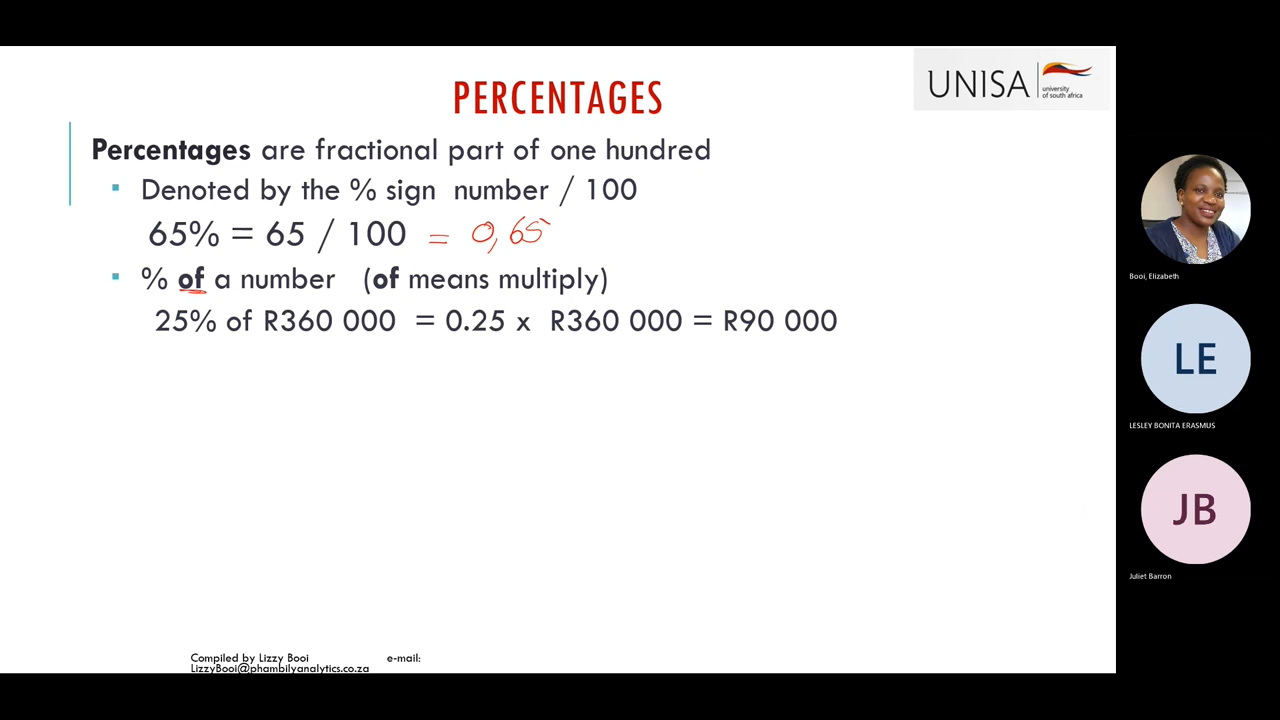 UNISA
university
of south africa
PERCENTAGES
Percentages are fractional part of one hundred
▪ Denoted by the % sign number / 100
65% = 65 / 100 = 0,65
▪ % of a number (of means multiply)
25% of R360 000 = 0.25 x R360 000 = R90 000
Compiled by Lizzy Booi e-mail:
LizzyBooi@phambilyanalytics.co.za
Booi, Elizabeth
LE
LESLEY BONITA ERASMUS
JB
Juliet Barron